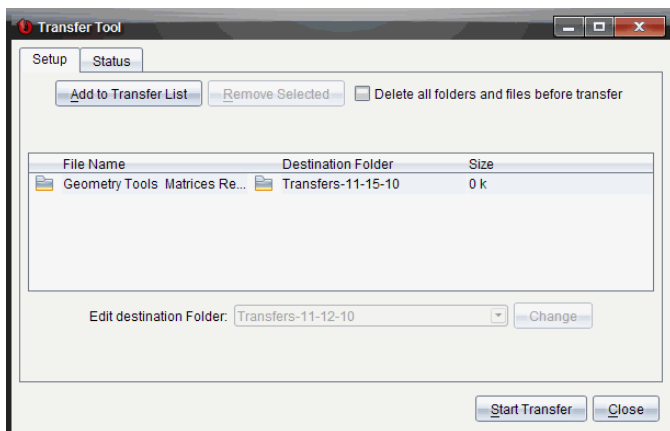 Transfer Tool
Setup Status
Add to Transfer List Remove Selected Delete all folders and files before transfer
File Name Destination Folder Size
Geometry Tools Matrices Re... Transfers-11-15-10 0 k
Edit destination Folder: Transfers-11-12-10 Change
Start Transfer Close